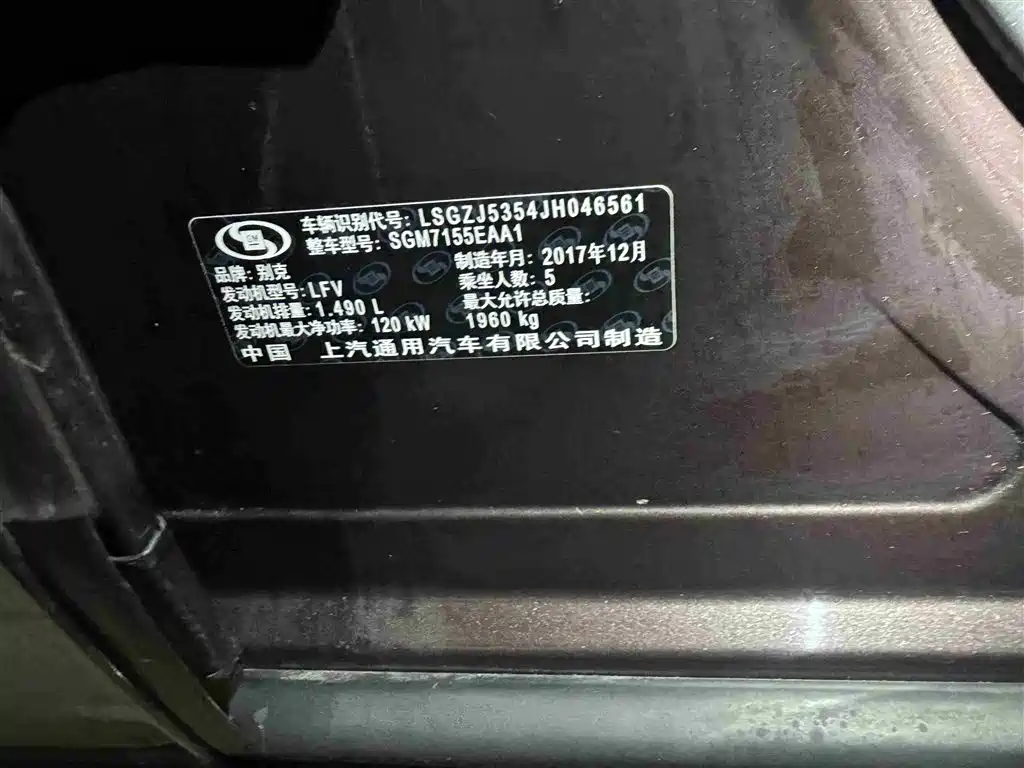 车辆识别代号: LSGZJ5354JH046561
整车型号: SGM7155EAA1
品牌: 别克 制造年月: 2017年12月
发动机型号: LFV 乘坐人数: 5
发动机排量: 1.490 L 最大允许总质量:
发动机最大净功率: 120 kW 1960 kg
中国 上汽通用汽车有限公司制造